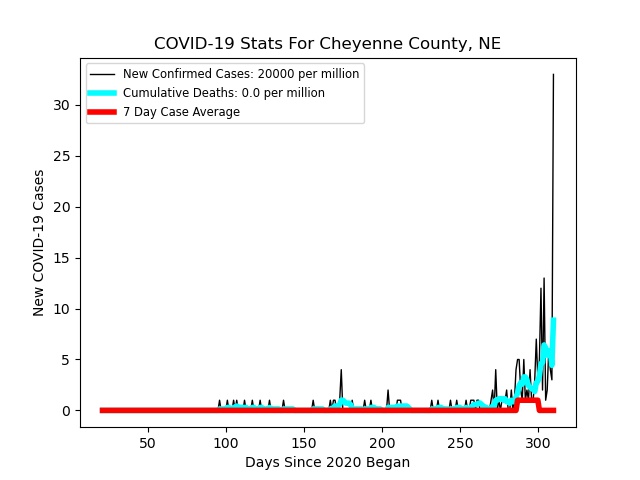 COVID-19 Stats For Cheyenne County, NE
New Confirmed Cases: 20000 per million
Cumulative Deaths: 0.0 per million
7 Day Case Average
New COVID-19 Cases
30
25
20
15
10
5
0
50 100 150 200 250 300
Days Since 2020 Began